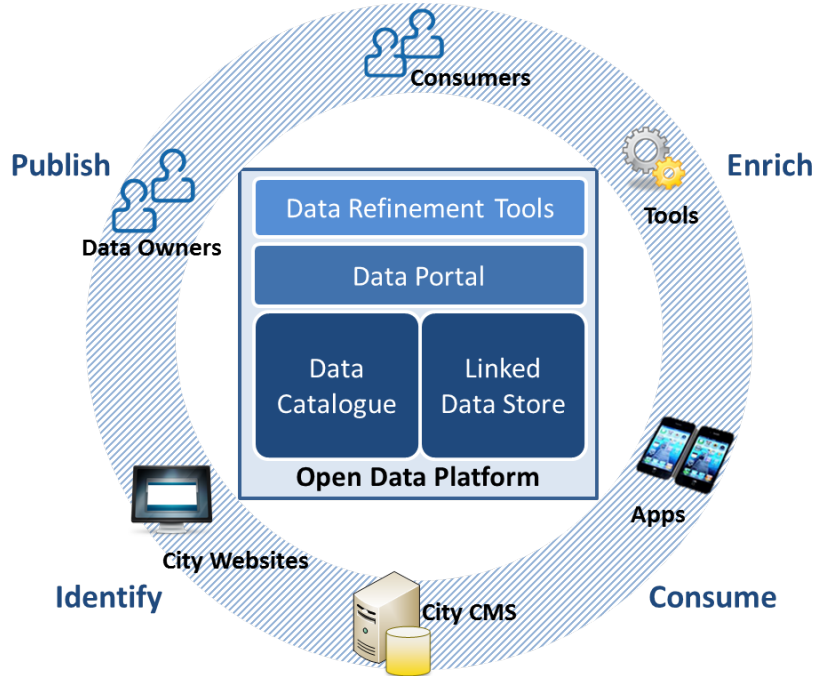 Consumers
Publish
Enrich
Data Owners
Tools
Data Refinement Tools
Data Portal
Data
Catalogue
Linked
Data Store
Open Data Platform
Apps
City Websites
Identify
City CMS
Consume